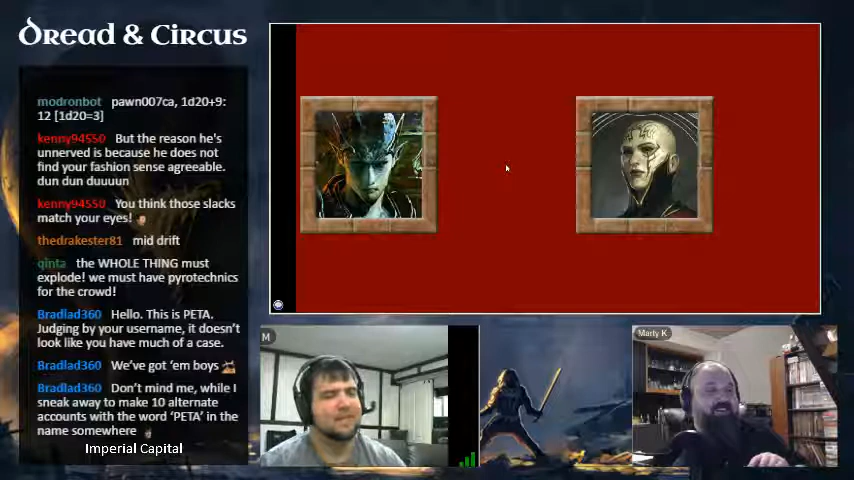 Dread & Circus
modronbot pawn007ca, 1d20+9:
12 [1d20=3]
kenny94550 But the reason he's
unnerved is because he does not
find your fashion sense agreeable.
dun dun duuuun
kenny94550 You think those slacks
match your eyes!
thedrakester81 mid drift
qinta the WHOLE THING must
explode! we must have pyrotechnics
for the crowd!
Bradlad360 Hello. This is PETA.
Judging by your username, it doesn't
look like you have much of a case.
Bradlad360 We've got 'em boys
Bradlad360 Don't mind me, while I
sneak away to make 10 alternate
accounts with the word 'PETA' in the
name somewhere
Imperial Capital
M
Marty K